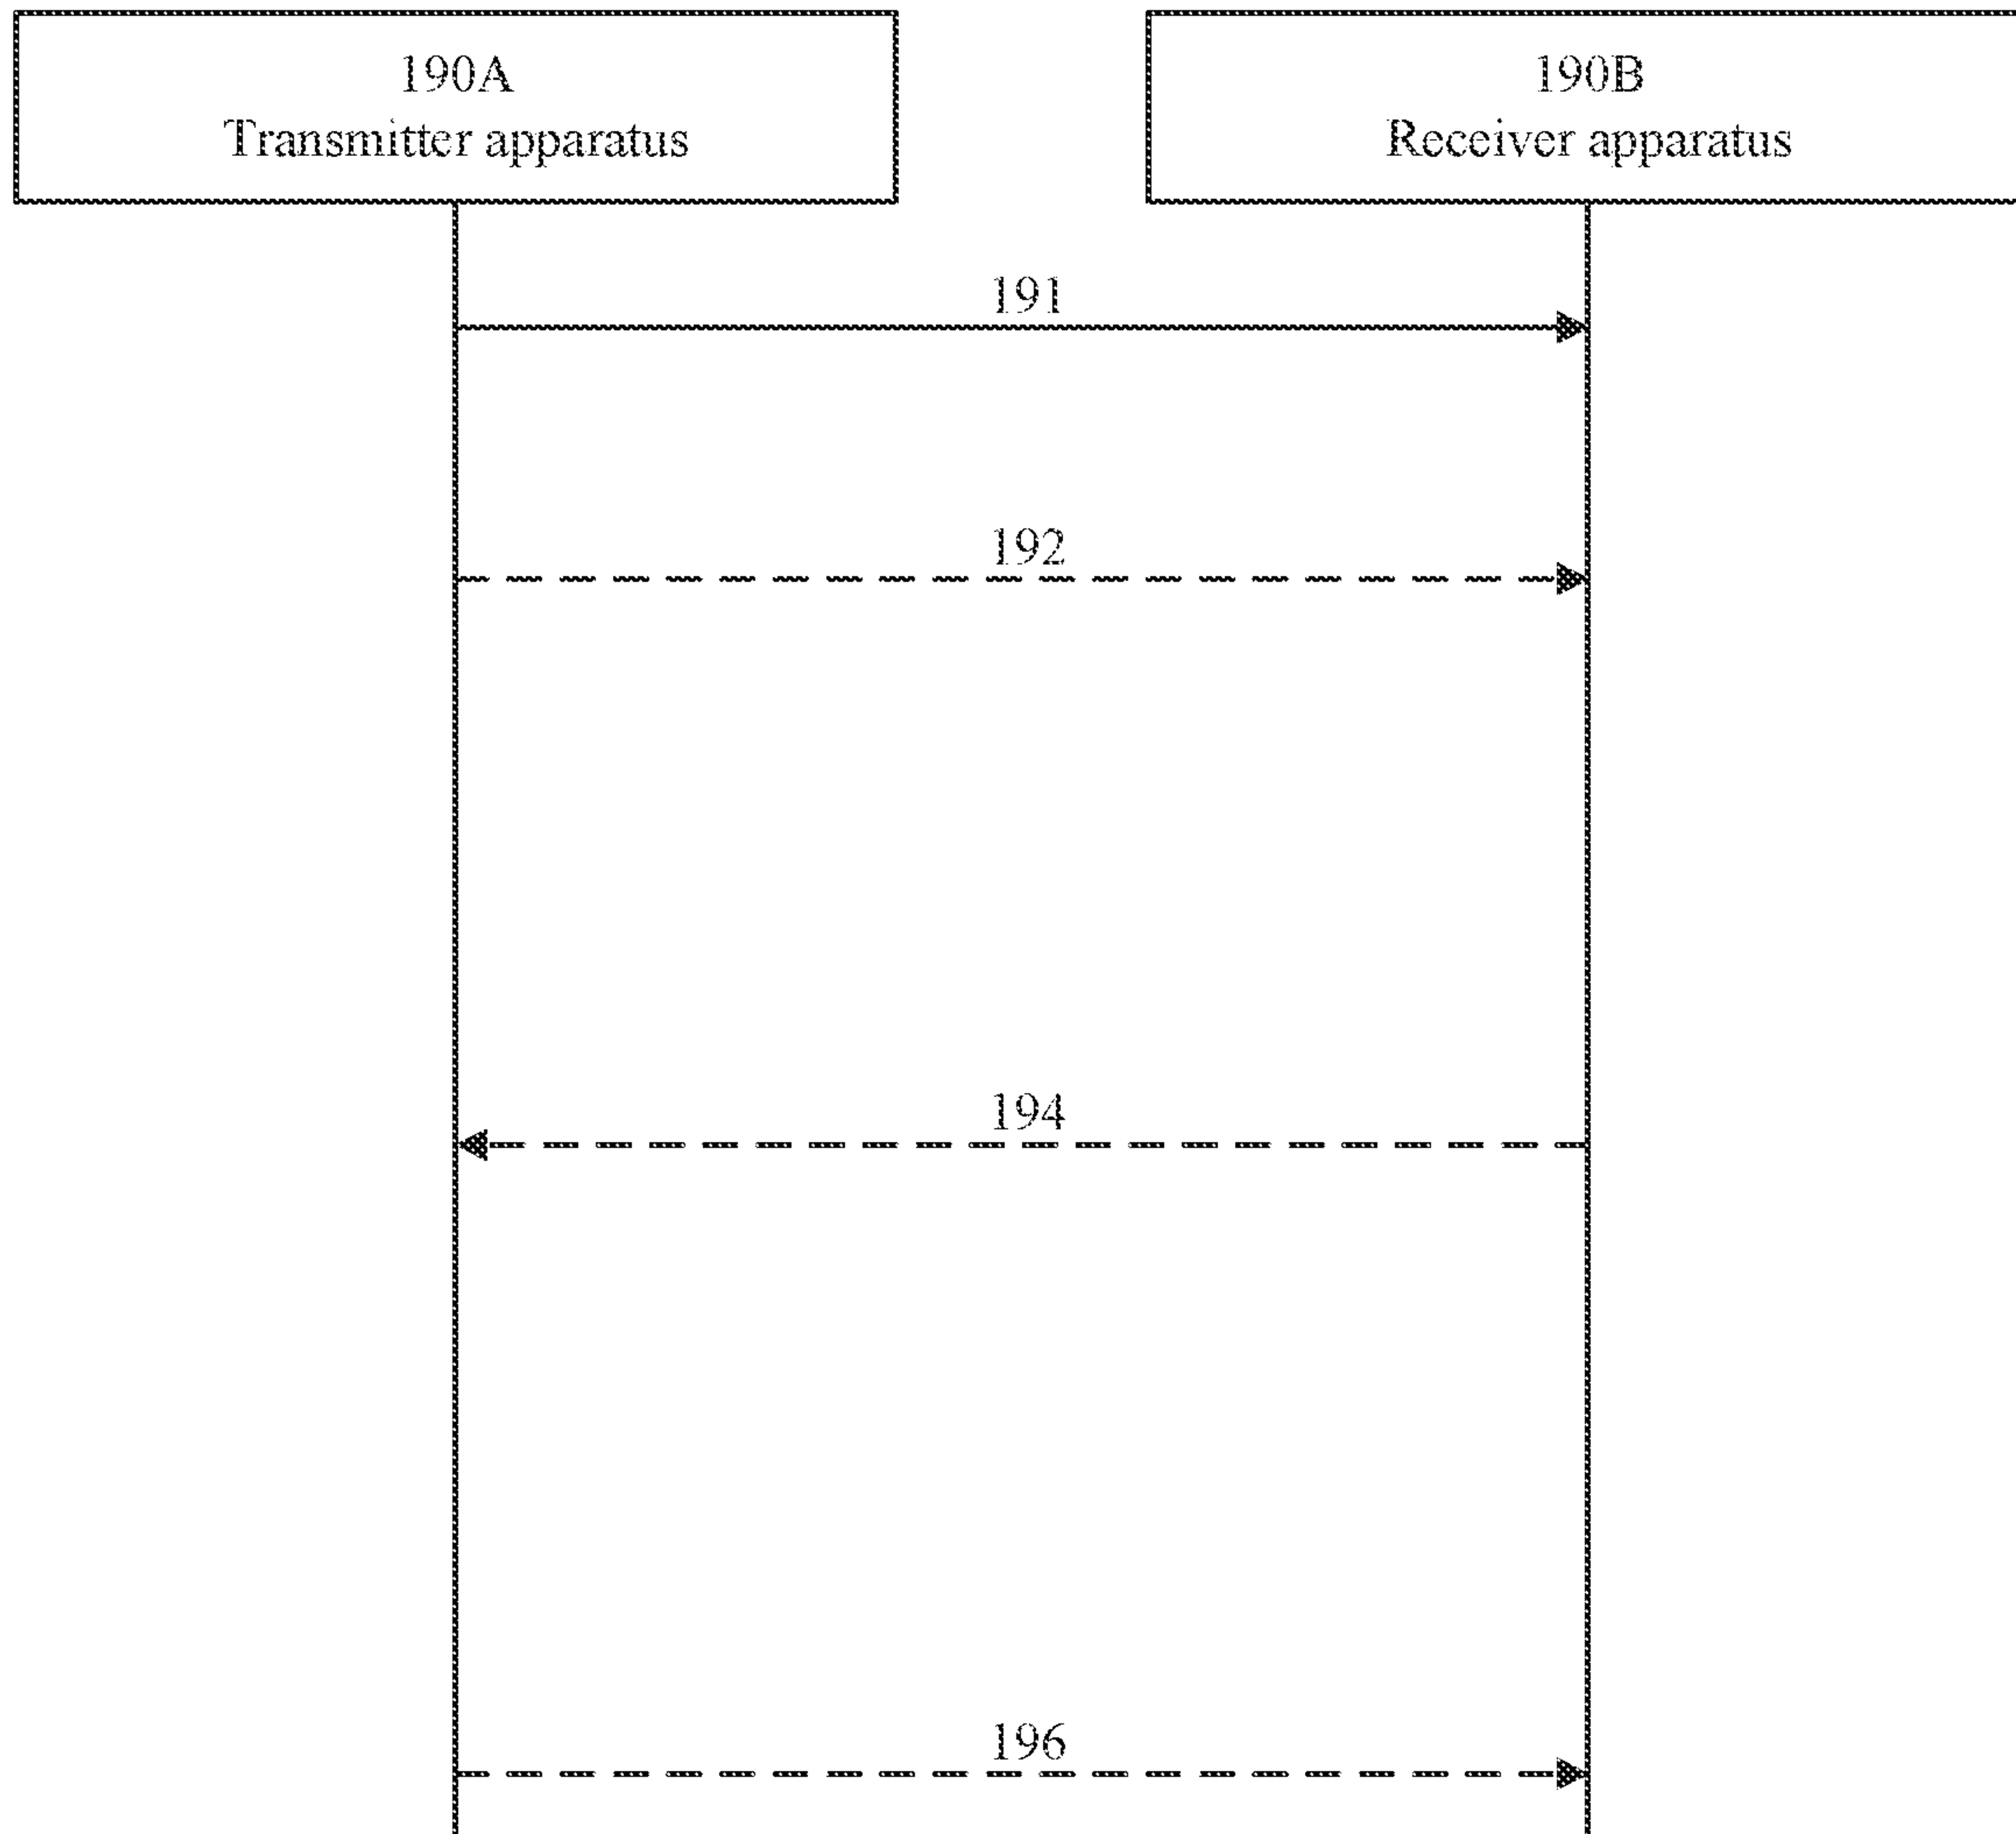 190A
Transmitter apparatus
190B
Receiver apparatus
191
192
194
196